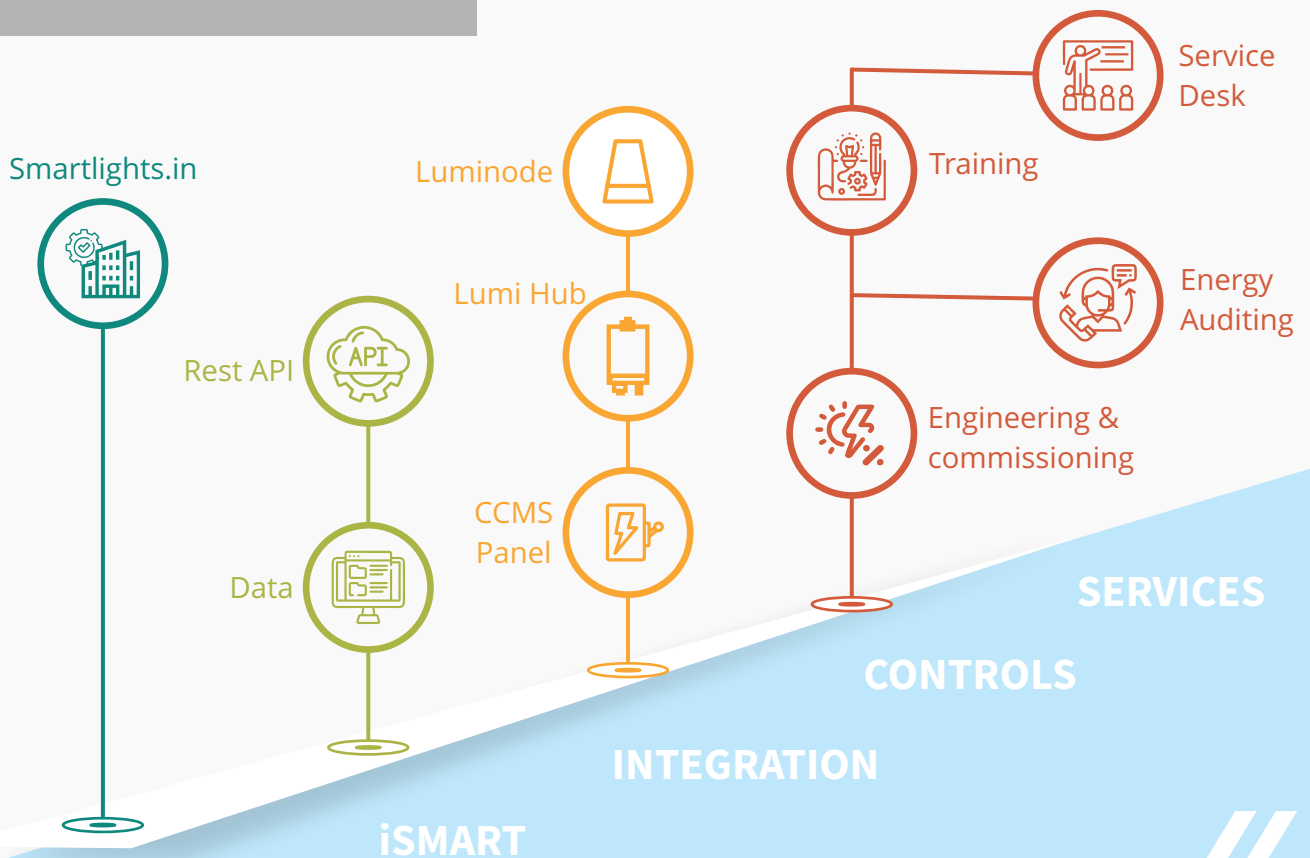 Smartlights.in
Rest API
API
Data
Luminode
Lumi Hub
CCMS
Panel
Service
Desk
Training
Energy
Auditing
Engineering &
commissioning
SERVICES
CONTROLS
INTEGRATION
iSMART